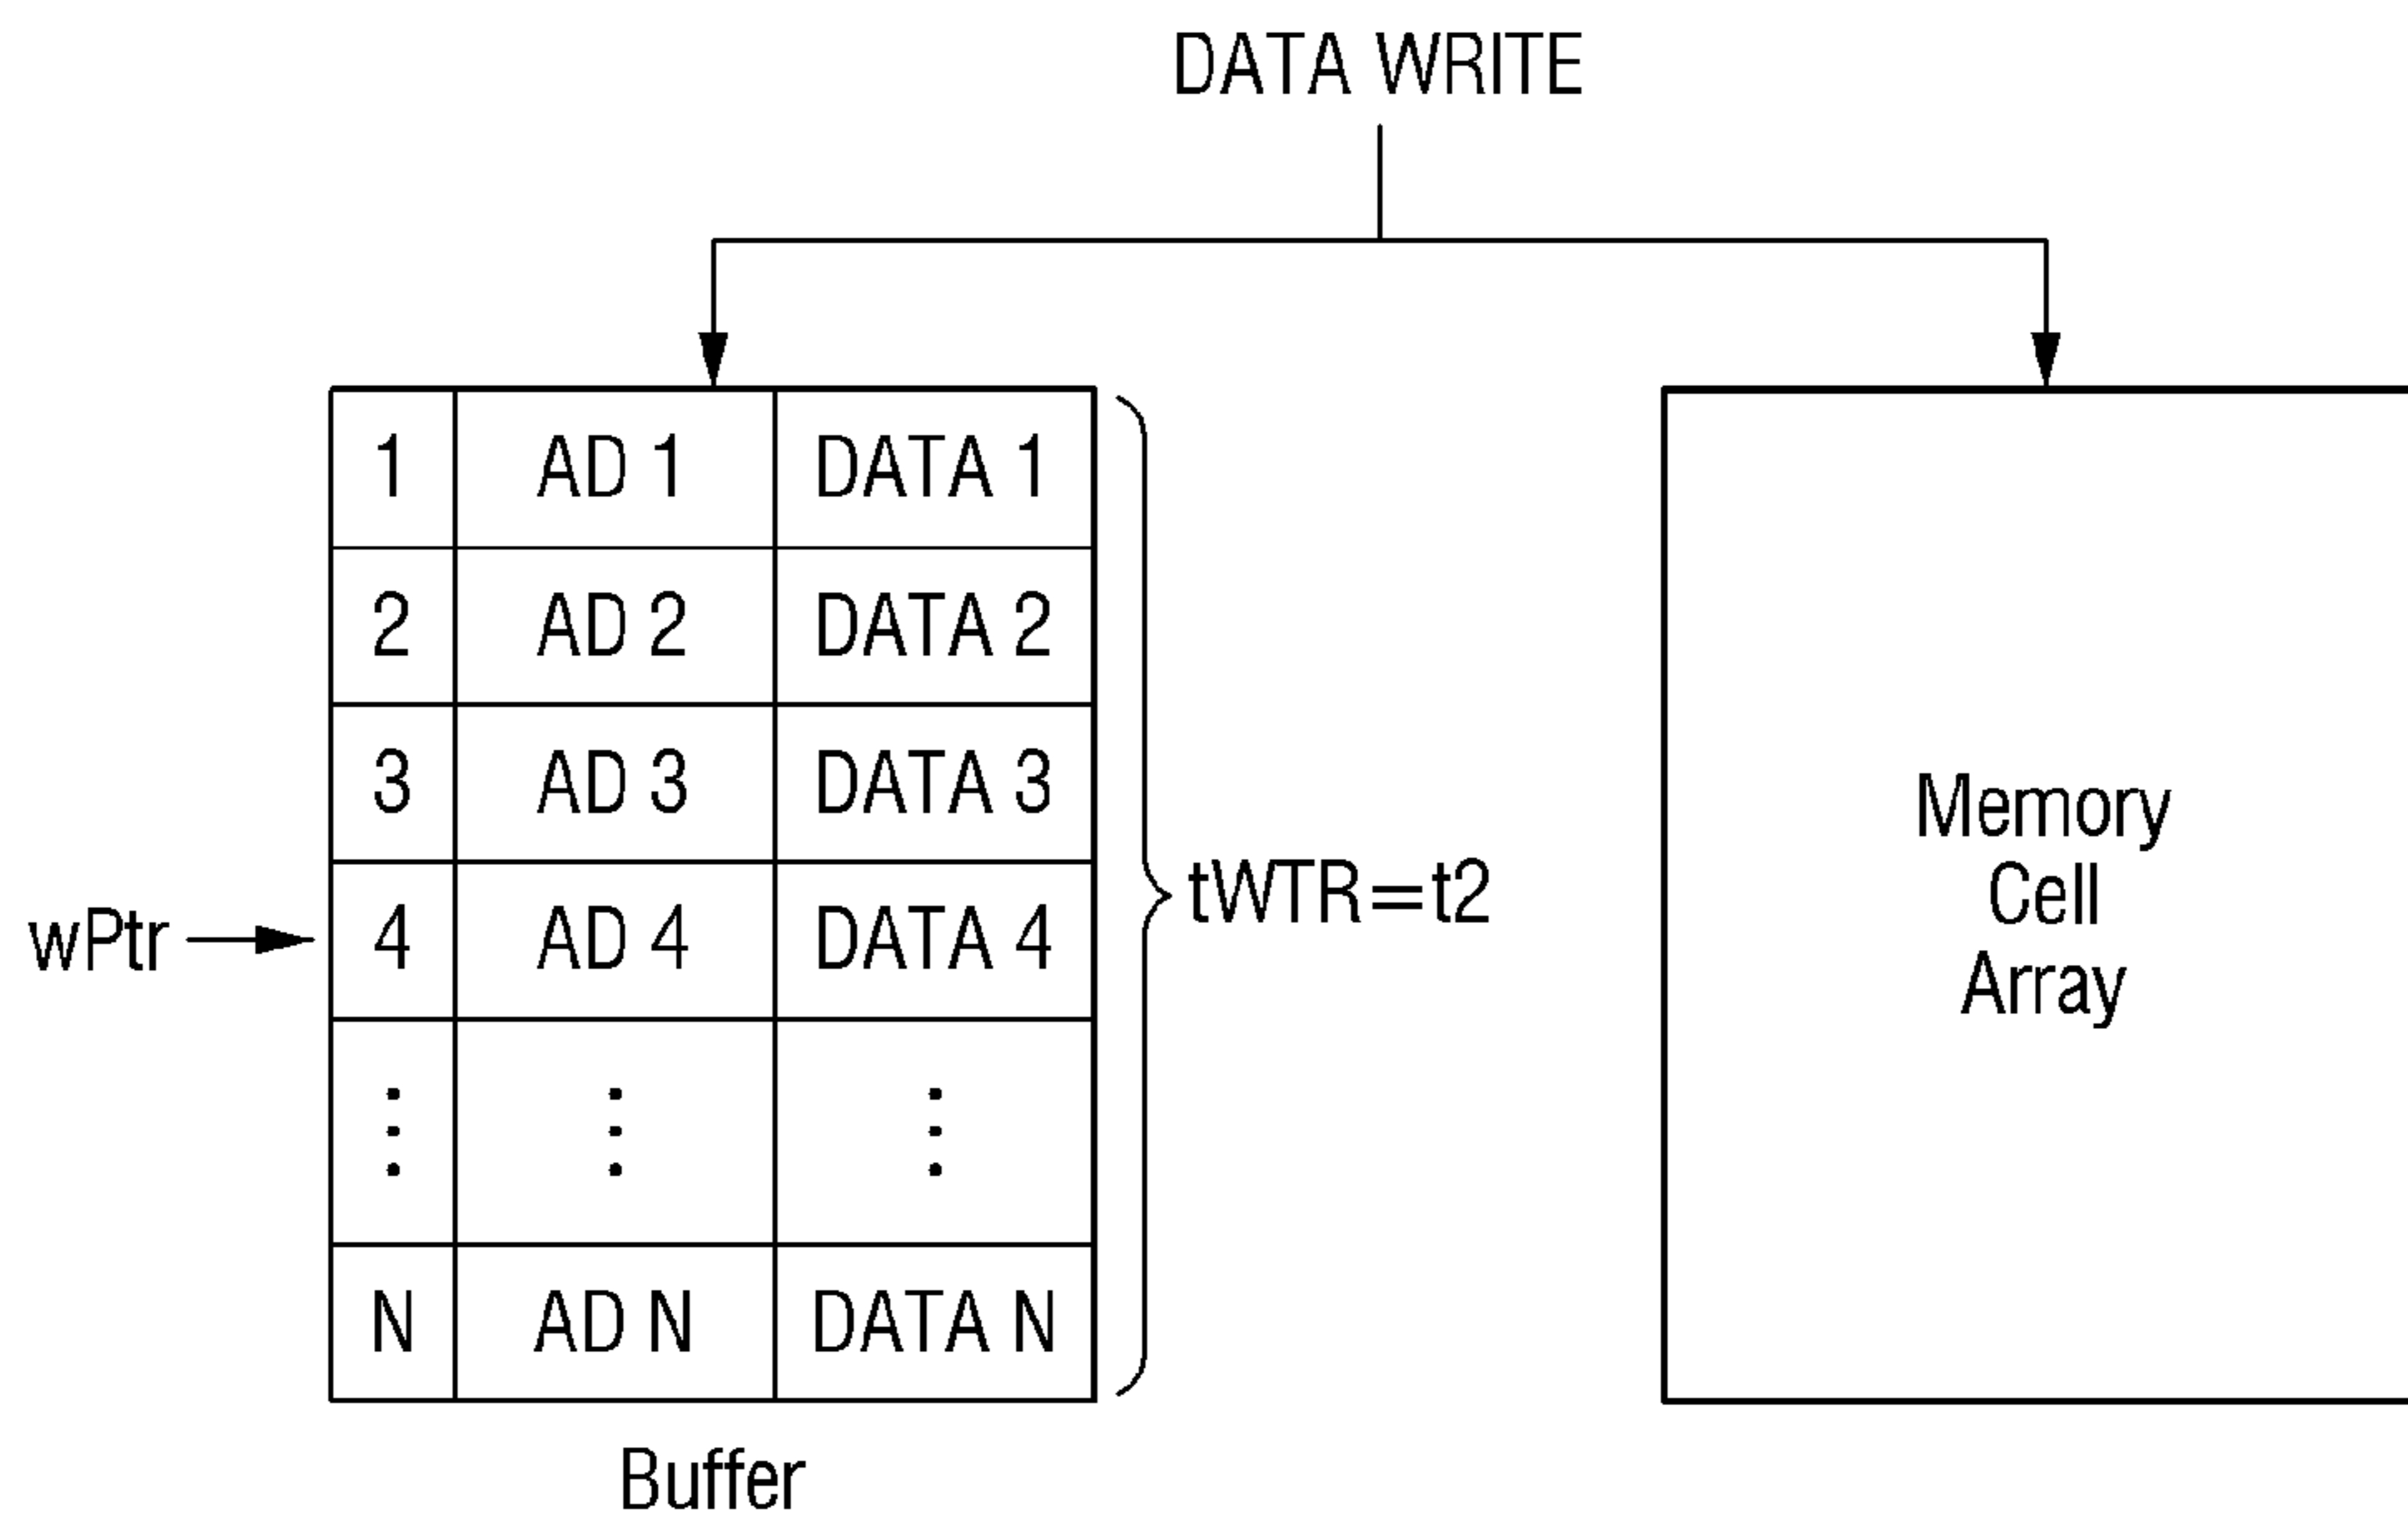 DATA WRITE
1 AD 1 DATA 1
2 AD 2 DATA 2
3 AD 3 DATA 3
wPtr 4 AD 4 DATA 4
tWTR=t2
⋮ ⋮ ⋮
N AD N DATA N
Buffer
Memory
Cell
Array